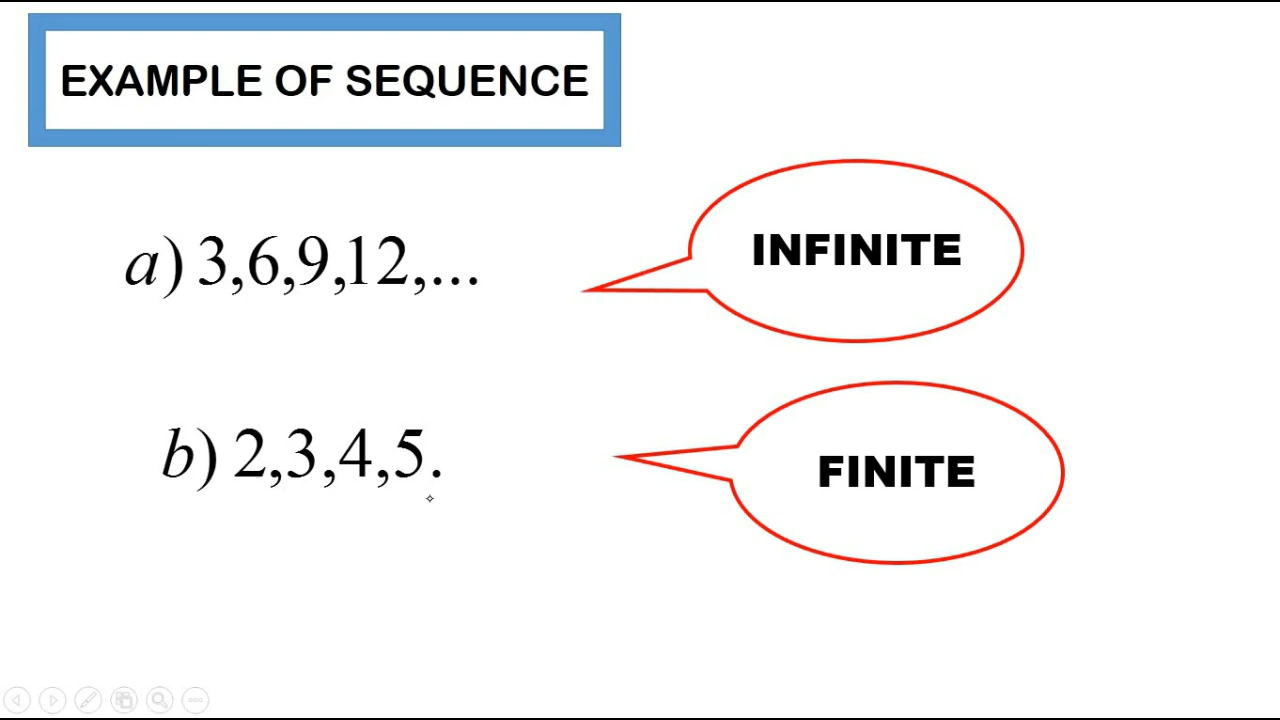 EXAMPLE OF SEQUENCE
a) 3,6,9,12,...
INFINITE
b) 2,3,4,5.
FINITE